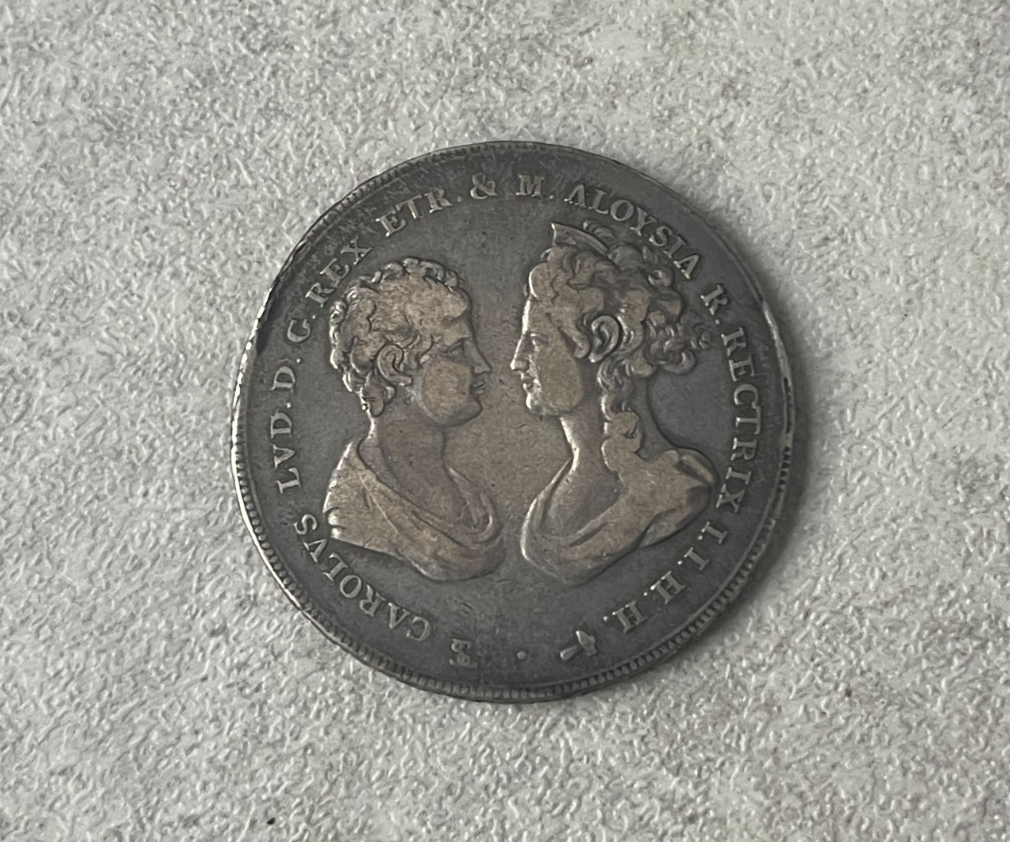 CAROLVS LVD. D. G. REX ETR. & M. ALOYSIA R. RECTRIX I. I. H. H.